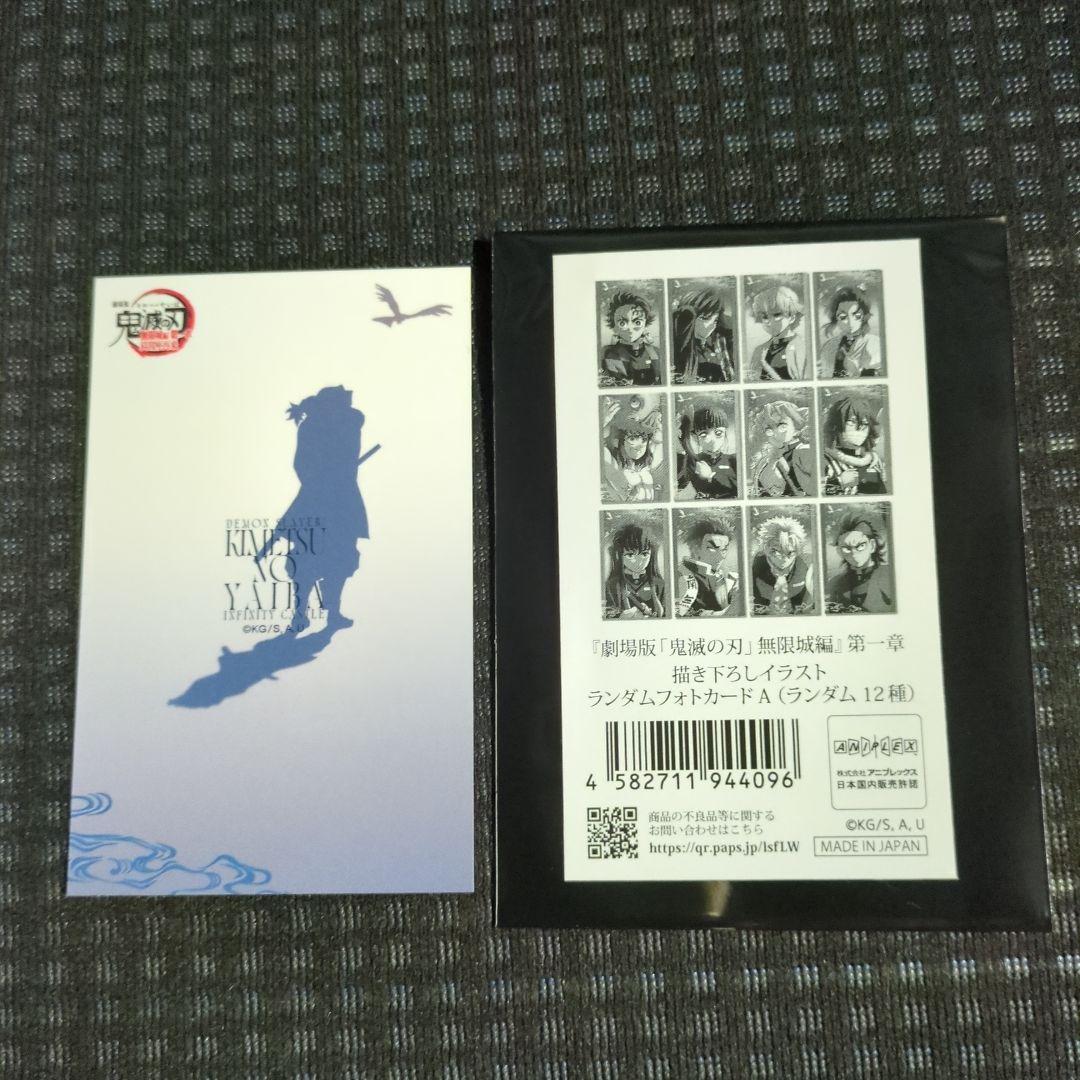 鬼滅の刃
DEMON SLAYER
KIMETSU
NO
YAIBA
INFINITY CASTLE
©KG/S, A, U
『劇場版「鬼滅の刃」無限城編』第一章
描き下ろしイラスト
ランダムフォトカード A（ランダム 12 種）
4 582711 944096
ANIPLEX
株式会社 アニプレックス
日本国内販売許諾
商品の不良品等に関する
お問い合わせはこちら
https://qr.paps.jp/lsf1W
©KG/S, A, U
MADE IN JAPAN